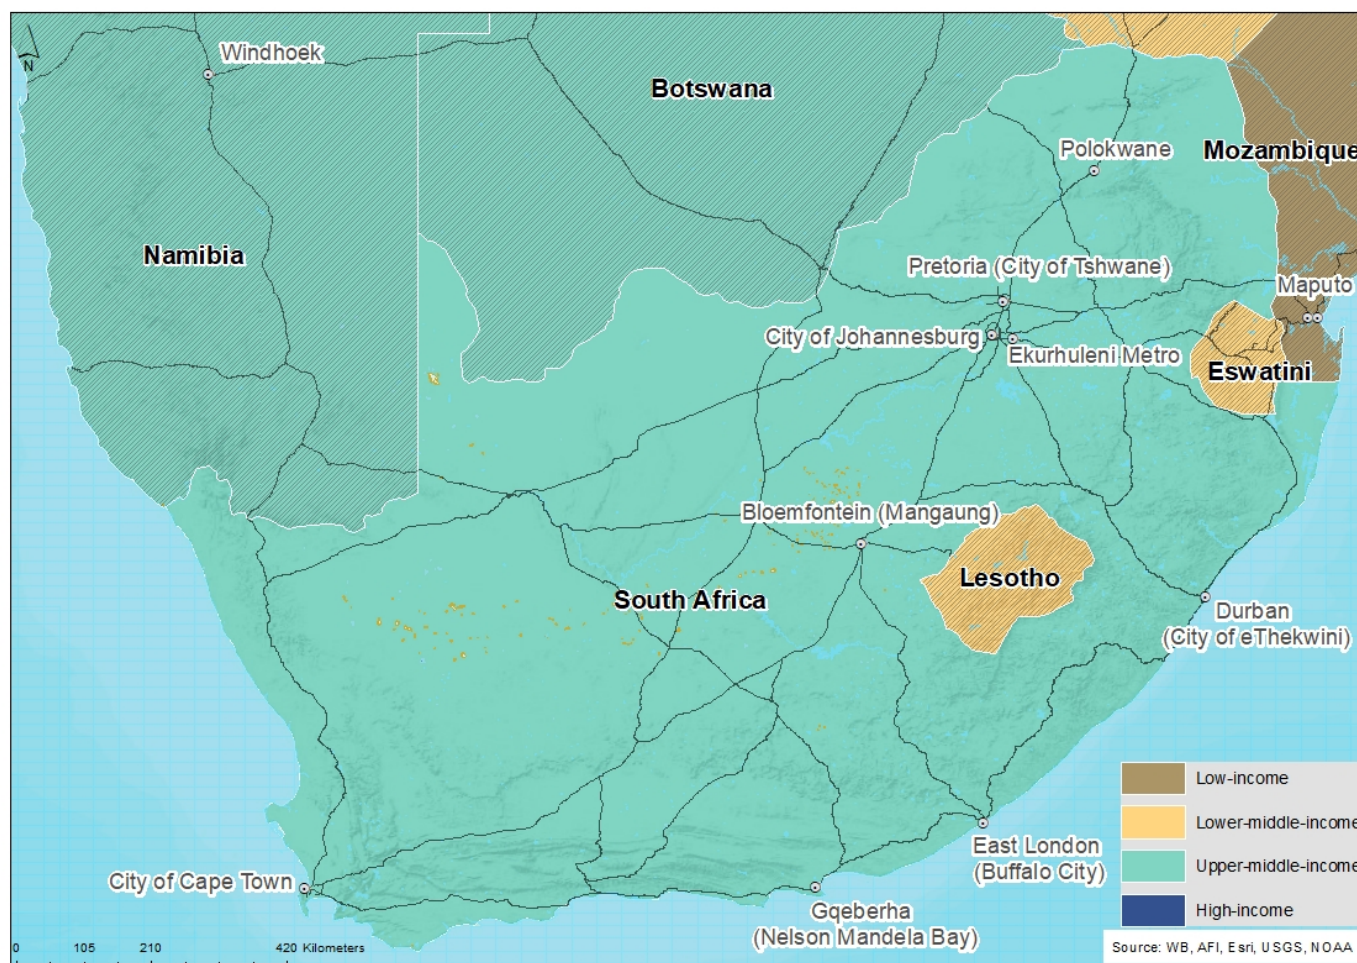 N
Windhoek
Botswana
Polokwane
Mozambique
Namibia
Pretoria (City of Tshwane)
Maputo
City of Johannesburg
Ekurhuleni Metro
Eswatini
Bloemfontein (Mangaung)
Lesotho
South Africa
Durban
(City of eThekwini)
Low-income
Lower-middle-income
Upper-middle-income
High-income
East London
(Buffalo City)
City of Cape Town
Gqeberha
(Nelson Mandela Bay)
0 105 210 420 Kilometers
Source: WB, AFI, Esri, USGS, NOAA